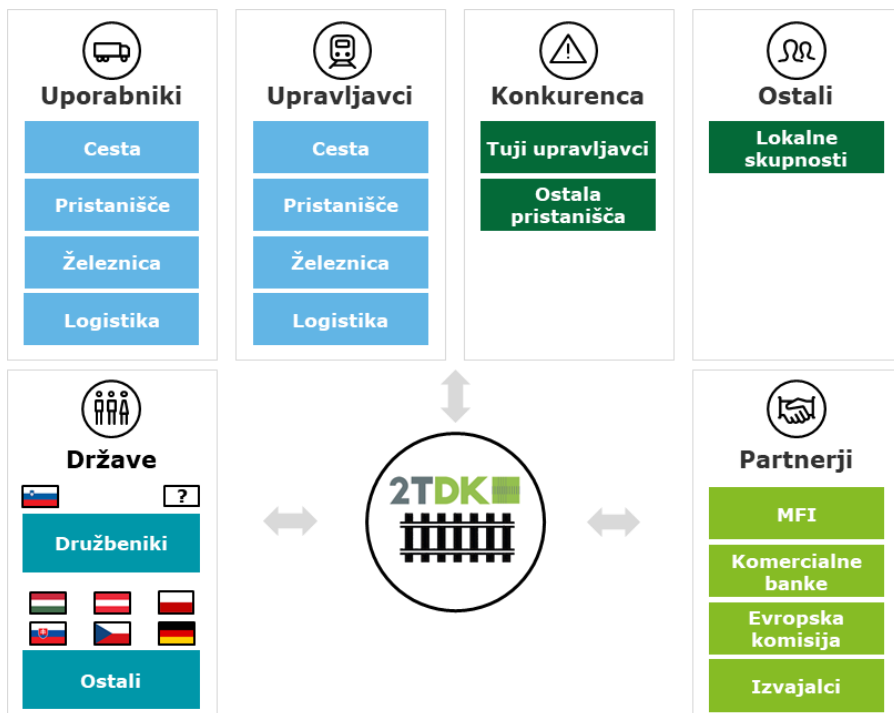 Uporabniki
Cesta
Pristanišče
Železnica
Logistika
Upravljavci
Cesta
Pristanišče
Železnica
Logistika
Konkurenca
Tuji upravljavci
Ostala
pristanišča
Ostali
Lokalne
skupnosti
Države
?
Družbeniki
Ostali
2TDK
Partnerji
MFI
Komercialne
banke
Evropska
komisija
Izvajalci